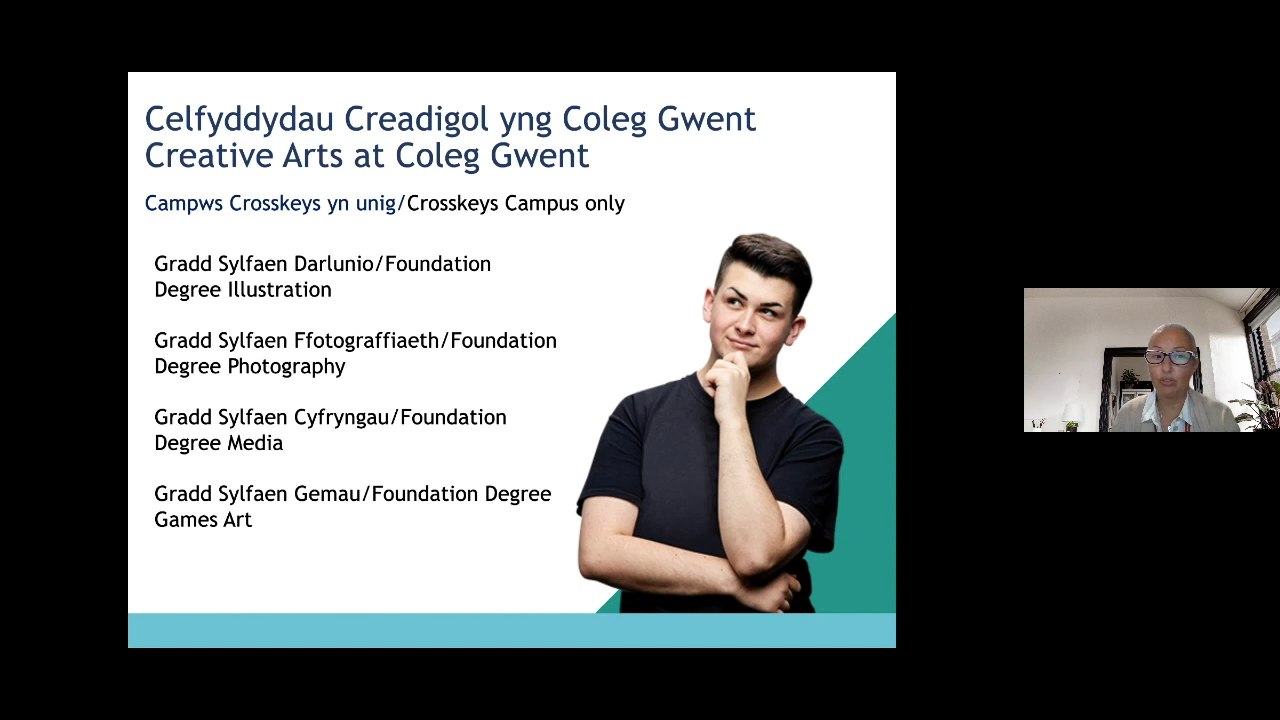 Celfyddydau Creadigol yng Coleg Gwent
Creative Arts at Coleg Gwent
Campws Crosskeys yn unig/Crosskeys Campus only
Gradd Sylfaen Darlunio/Foundation
Degree Illustration
Gradd Sylfaen Ffotograffiaeth/Foundation
Degree Photography
Gradd Sylfaen Cyfryngau/Foundation
Degree Media
Gradd Sylfaen Gemau/Foundation Degree
Games Art